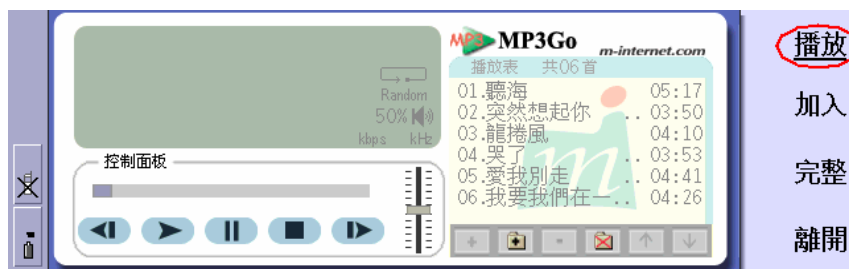 MP3 MP3Go m-internet.com
播放表 共06首
01.聽海 05:17
02.突然想起你 .. 03:50
03.龍捲風 04:10
04.哭了 .. 03:53
05.愛我別走 .. 04:41
06.我要我們在一.. 04:26
Random
50%
kbps kHz
控制面板
播放
加入
完整
離開